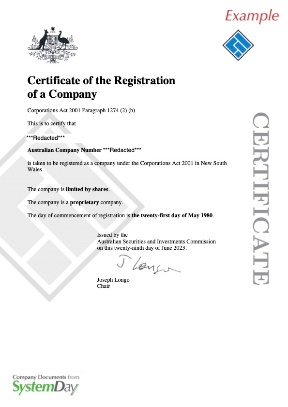 Example
Certificate of the Registration
of a Company
Corporations Act 2001 Paragraph 1274 (2) (b)
This is to certify that
***Redacted***
Australian Company Number ***Redacted***
is taken to be registered as a company under the Corporations Act 2001 in New South
Wales.
The company is limited by shares.
The company is a proprietary company.
The day of commencement of registration is the twenty-first day of May 1980.
Issued by the
Australian Securities and Investments Commission
on this twenty-ninth day of June 2023.
J Longo
Joseph Longo
Chair
CERTIFICATE
Company Documents from
SystemDay